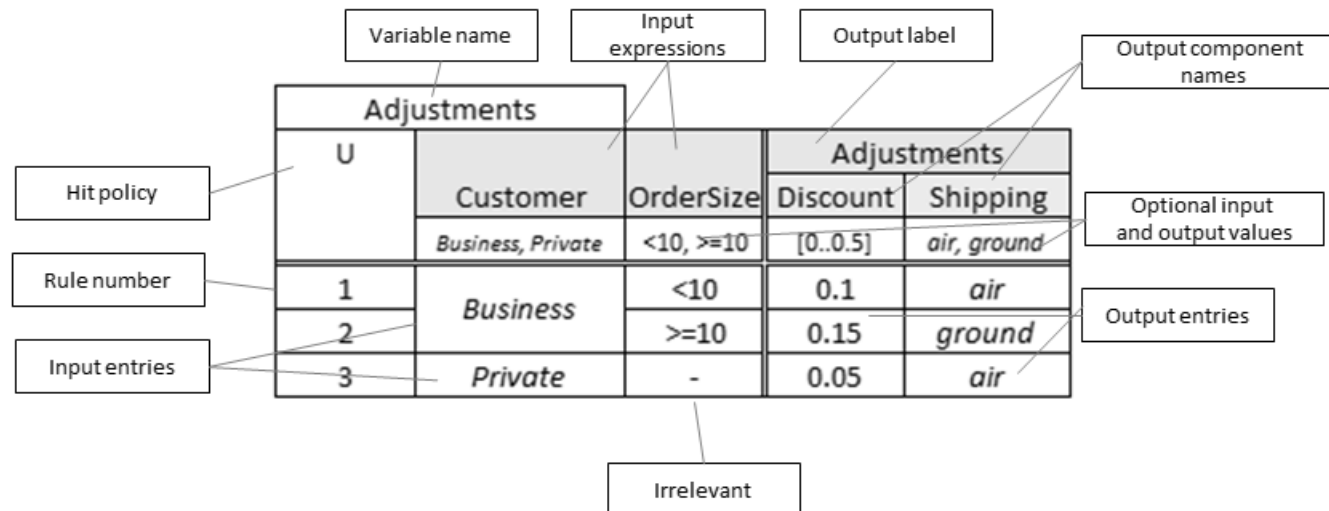 Variable name
Input
expressions
Output label
Output component
names
Adjustments
U
Adjustments
Hit policy
Customer
OrderSize
Discount
Shipping
Optional input
and output values
Business, Private
<10, >=10
[0..0.5]
air, ground
Rule number
1
Business
<10
0.1
air
Output entries
2
>=10
0.15
ground
Input entries
3
Private
-
0.05
air
Irrelevant